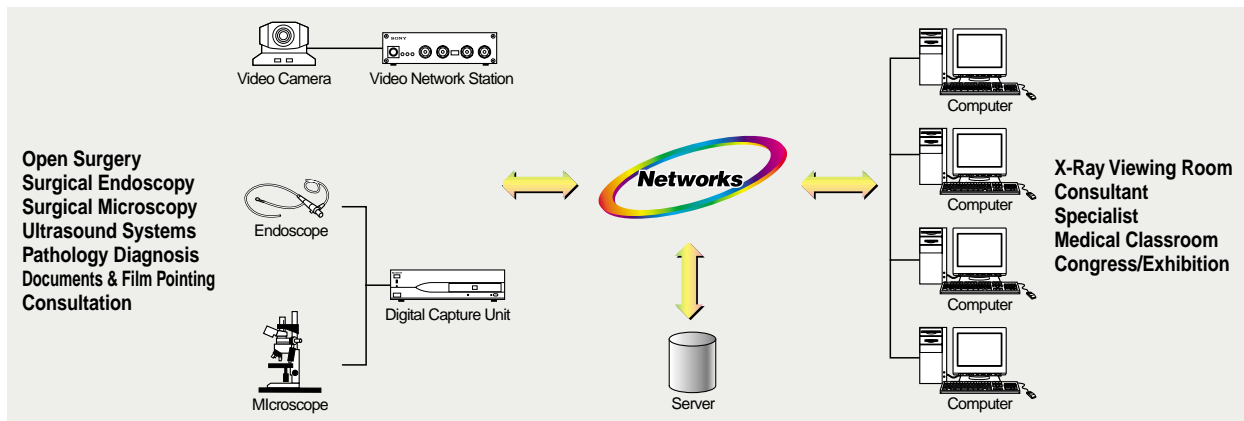 SONY
Video Camera
Video Network Station
Open Surgery
Surgical Endoscopy
Surgical Microscopy
Ultrasound Systems
Pathology Diagnosis
Documents & Film Pointing
Consultation
Endoscope
Digital Capture Unit
MIcroscope
Networks
Server
Computer
Computer
Computer
Computer
X-Ray Viewing Room
Consultant
Specialist
Medical Classroom
Congress/Exhibition